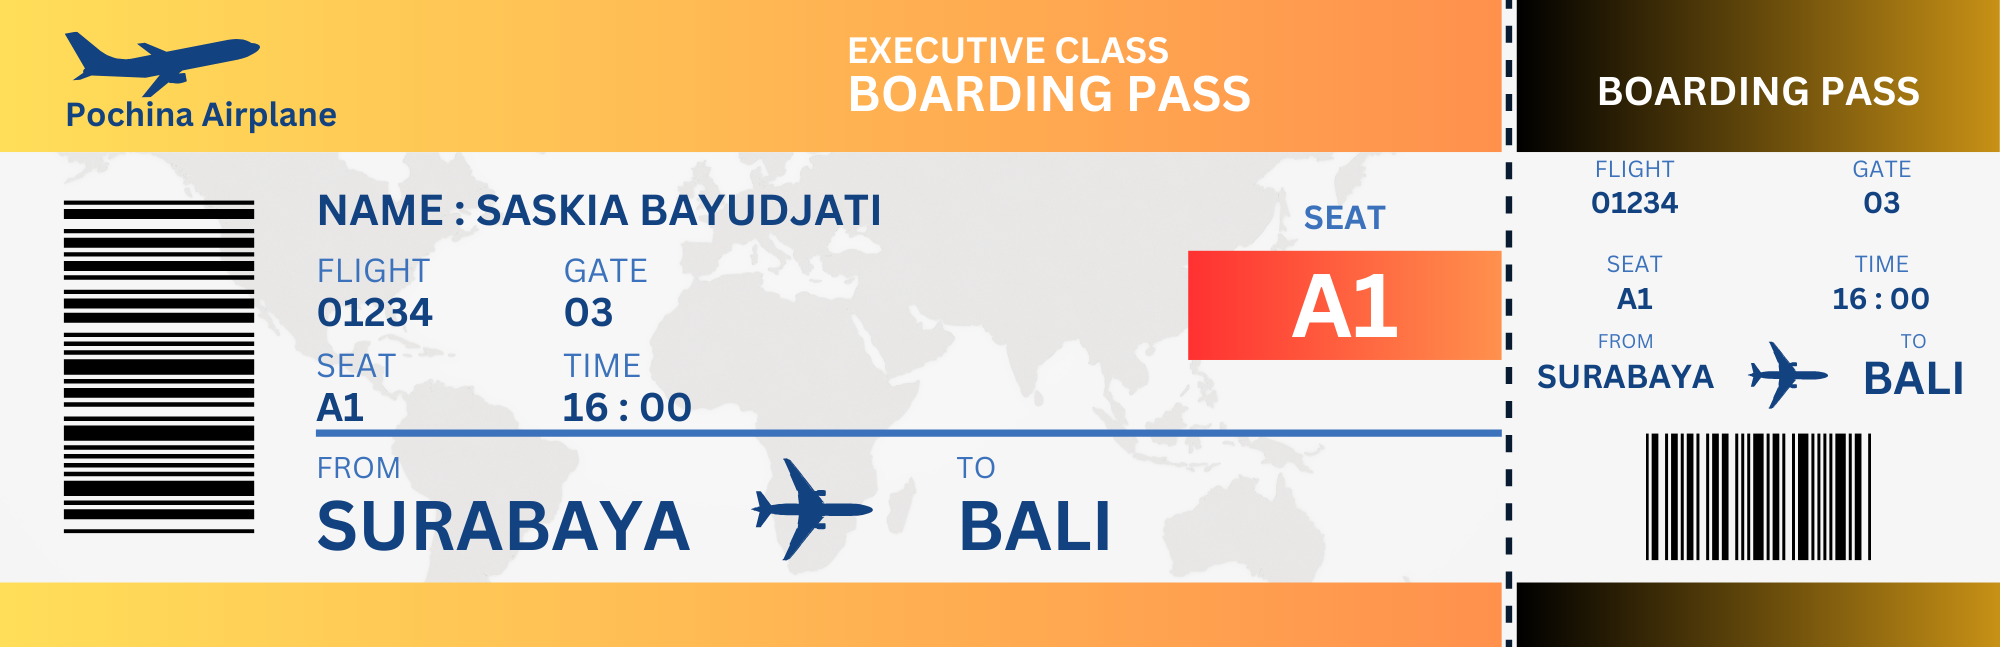 Pochina Airplane
EXECUTIVE CLASS
BOARDING PASS
NAME : SASKIA BAYUDJATI
FLIGHT GATE
01234 03
SEAT TIME
A1 16 : 00
SEAT
A1
FROM TO
SURABAYA BALI
BOARDING PASS
FLIGHT GATE
01234 03
SEAT TIME
A1 16 : 00
FROM TO
SURABAYA BALI